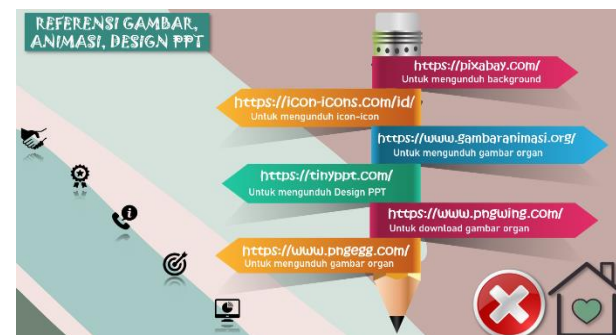 REFERENSI GAMBAR,
ANIMASI, DESIGN PPT
https://pixabay.com/
Untuk mengunduh background
https://icon-icons.com/id/
Untuk mengunduh icon-icon
https://www.gambaranimasi.org/
Untuk mengunduh gambar organ
https://tinyppt.com/
Untuk mengunduh Design PPT
https://www.pngwing.com/
Untuk download gambar organ
https://www.pngegg.com/
Untuk mengunduh gambar organ